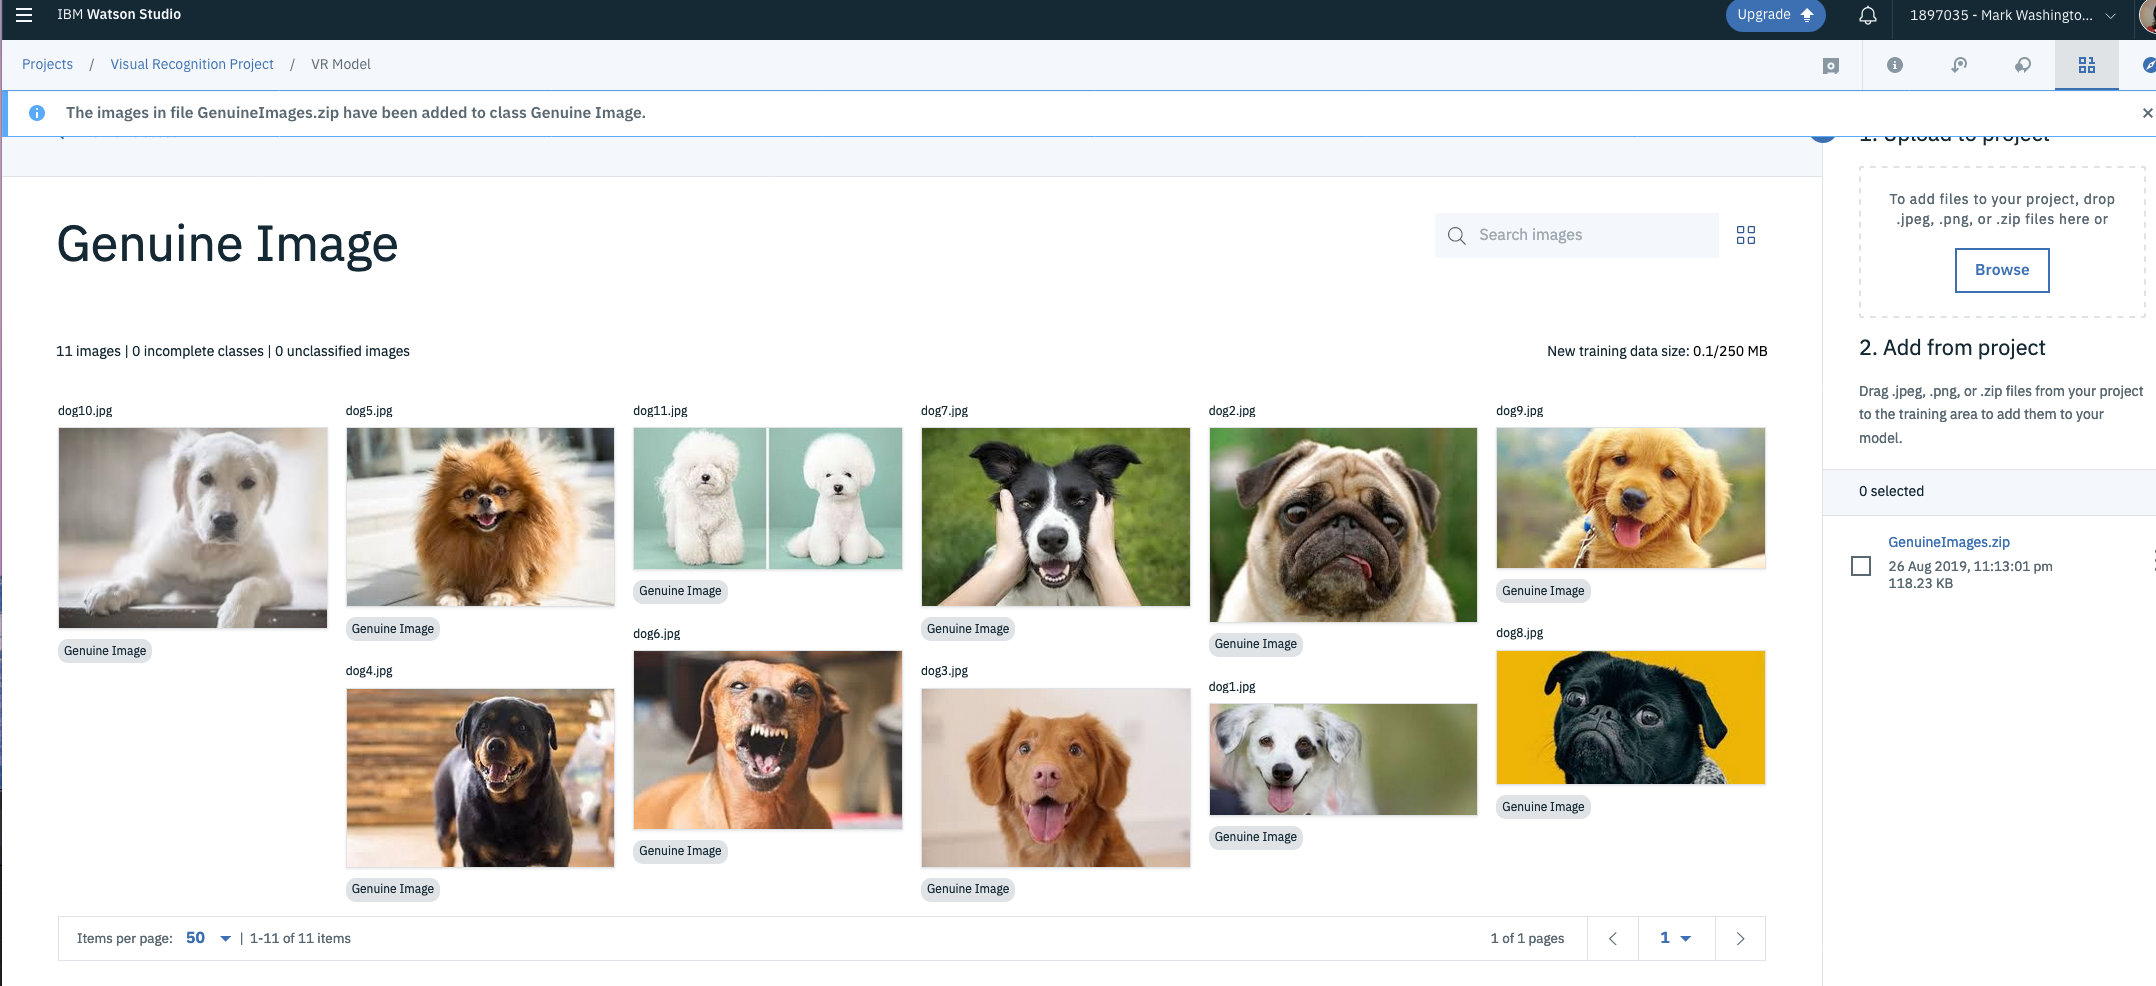 IBM Watson Studio
Upgrade
1897035 - Mark Washingto...
Projects / Visual Recognition Project / VR Model
The images in file GenuineImages.zip have been added to class Genuine Image.
1. Upload to project
To add files to your project, drop
.jpeg, .png, or .zip files here or
Browse
Genuine Image
Search images
11 images | 0 incomplete classes | 0 unclassified images
New training data size: 0.1/250 MB
2. Add from project
Drag .jpeg, .png, or .zip files from your project
to the training area to add them to your
model.
0 selected
GenuineImages.zip
26 Aug 2019, 11:13:01 pm
118.23 KB
dog10.jpg
Genuine Image
dog5.jpg
Genuine Image
dog4.jpg
Genuine Image
dog11.jpg
Genuine Image
dog6.jpg
Genuine Image
dog7.jpg
Genuine Image
dog3.jpg
Genuine Image
dog2.jpg
Genuine Image
dog1.jpg
Genuine Image
dog9.jpg
Genuine Image
dog8.jpg
Genuine Image
Items per page: 50 | 1-11 of 11 items
1 of 1 pages
1